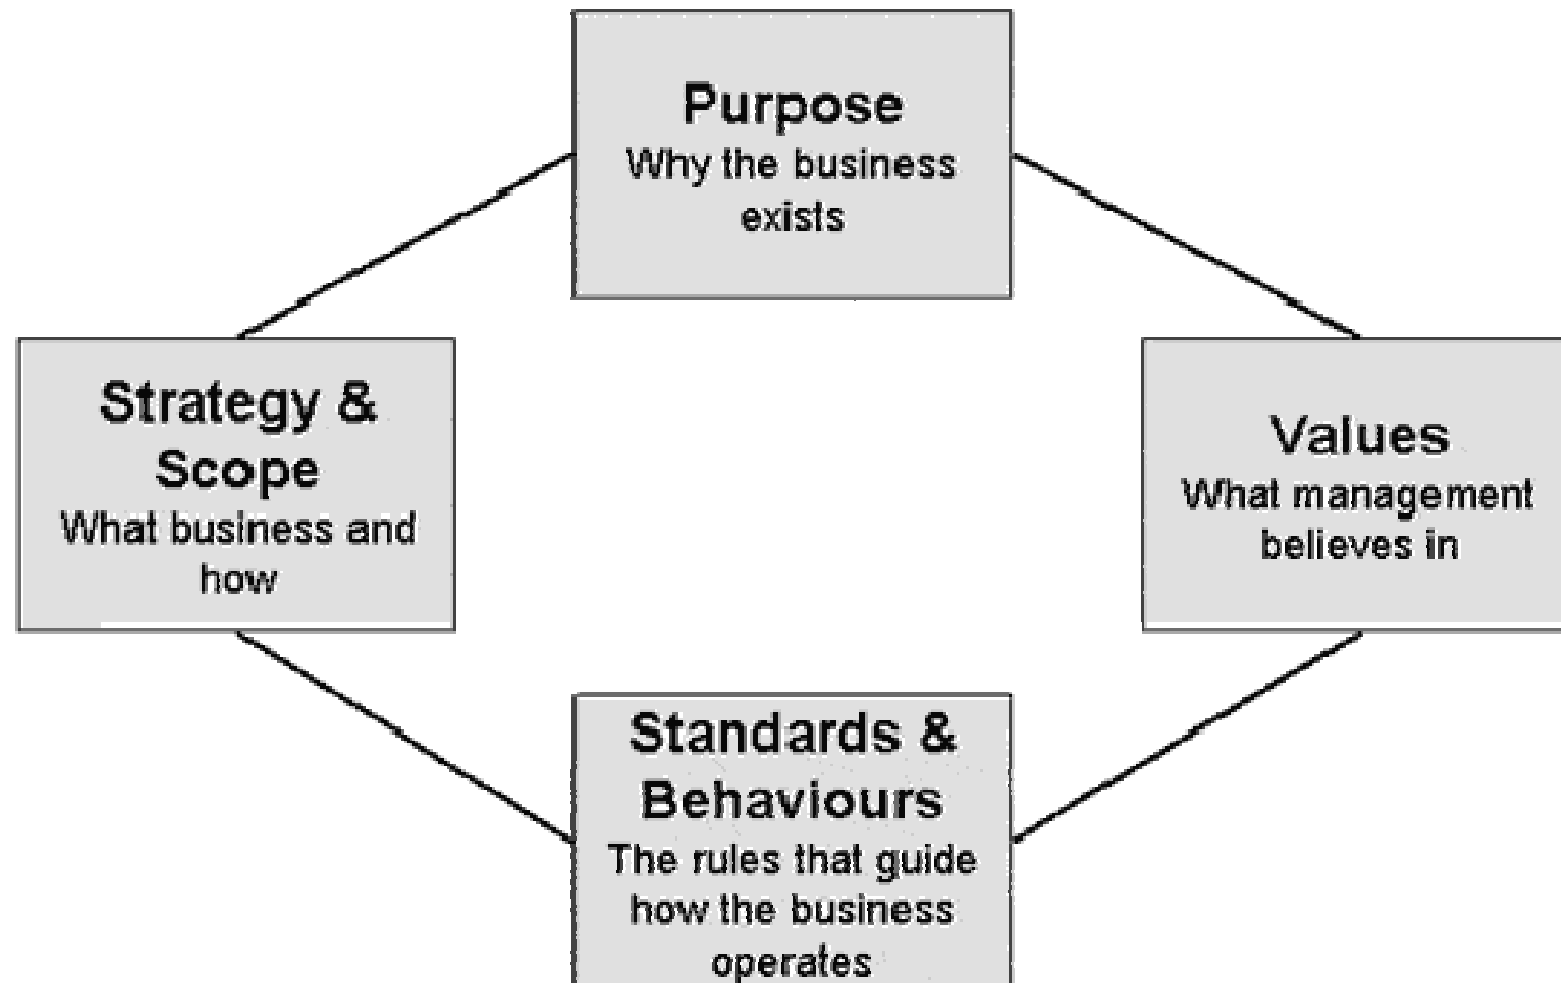 Purpose
Why the business
exists
Strategy &
Scope
What business and
how
Values
What management
believes in
Standards &
Behaviours
The rules that guide
how the business
operates